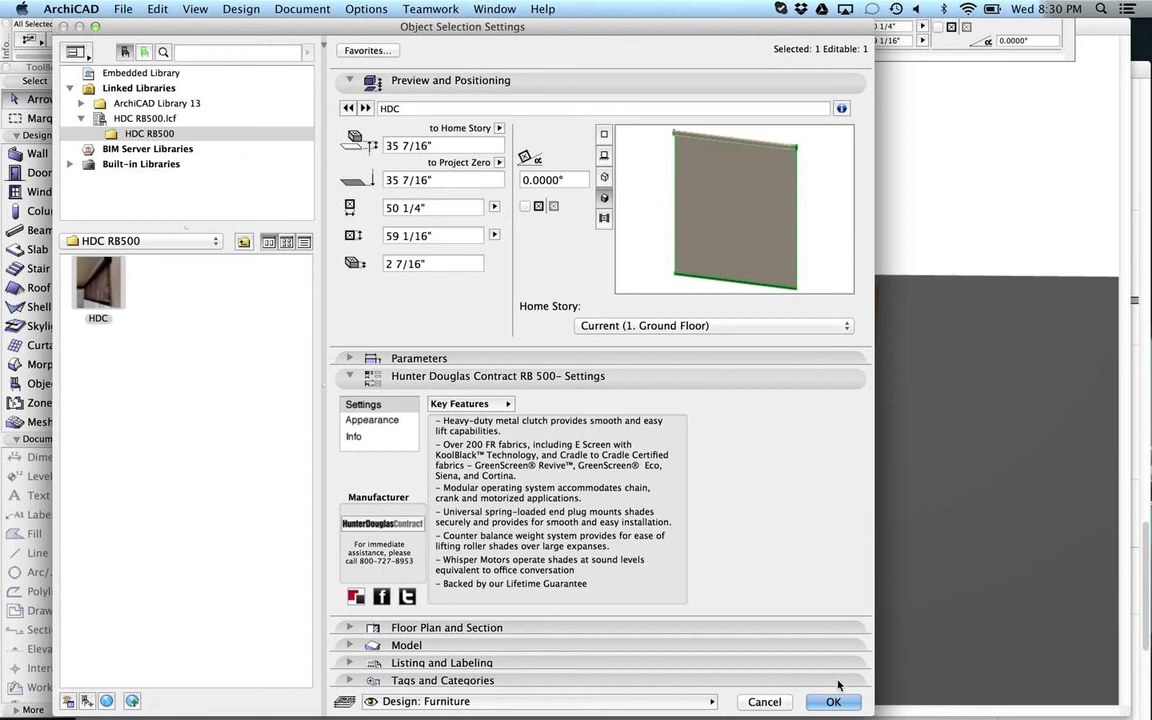 ArchiCAD File Edit View Design Document Options Teamwork Window Help Wed 8:30 PM
Object Selection Settings
All Selected
Info.
1/4"
9/16"
0.0000°
ToolB
Select
Arrow
Marq
Design
Wall
Door
Wind
Colu
Beam
Slab
Stair
Roof
Shell
Skylig
Curta
Morp
Obje
Zone
Mesh
Docum
Dime
Level
Text
Labe
Fill
Line
Arc/
Polyli
Draw
Sectio
Eleva
Interi
Work
More
Embedded Library
Linked Libraries
ArchiCAD Library 13
HDC RB500.lcf
HDC RB500
BIM Server Libraries
Built-in Libraries
HDC RB500
HDC
Favorites...
Selected: 1 Editable: 1
Preview and Positioning
HDC
to Home Story
35 7/16"
to Project Zero
35 7/16"
50 1/4"
59 1/16"
2 7/16"
0.0000°
Home Story:
Current (1. Ground Floor)
Parameters
Hunter Douglas Contract RB 500- Settings
Settings
Appearance
Info
Manufacturer
HunterDouglasContract
For immediate
assistance, please
call 800-727-8953
Key Features
- Heavy-duty metal clutch provides smooth and easy
lift capabilities.
- Over 200 FR fabrics, including E Screen with
KoolBlack™ Technology, and Cradle to Cradle Certified
fabrics - GreenScreen® Revive™, GreenScreen® Eco,
Siena, and Cortina.
- Modular operating system accommodates chain,
crank and motorized applications.
- Universal spring-loaded end plug mounts shades
securely and provides for smooth and easy installation.
- Counter balance weight system provides for ease of
lifting roller shades over large expanses.
- Whisper Motors operate shades at sound levels
equivalent to office conversation
- Backed by our Lifetime Guarantee
Floor Plan and Section
Model
Listing and Labeling
Tags and Categories
Design: Furniture
Cancel
OK